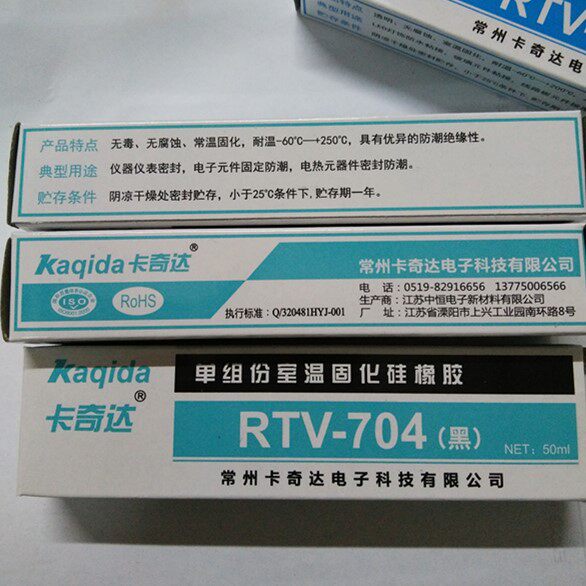 RTV-
常州卡奇达电
产品特点 无毒、无腐蚀、常温固化，耐温-60℃—+250℃，具有优异的防潮绝缘性。
典型用途 仪器仪表密封，电子元件固定防潮，电热元器件密封防潮。
贮存条件 阴凉干燥处密封贮存，小于25℃条件下，贮存期一年。
Kaqida卡奇达®
ISO
RoHS
执行标准：Q/320481HYJ-001
常州卡奇达电子科技有限公司
电 话：0519-82916656 13775006566
生产商：江苏中恒电子新材料有限公司
厂 址：江苏省溧阳市上兴工业园南环路8号
Kaqida
卡奇达®
单组份室温固化硅橡胶
RTV-704（黑）
NET：50ml
常州卡奇达电子科技有限公司